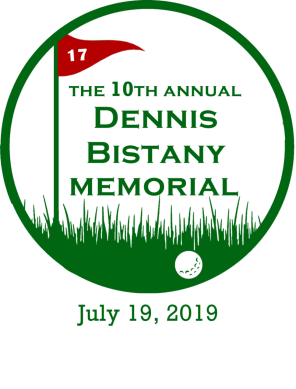 17
THE 10TH ANNUAL
DENNIS
BISTANY
MEMORIAL
July 19, 2019